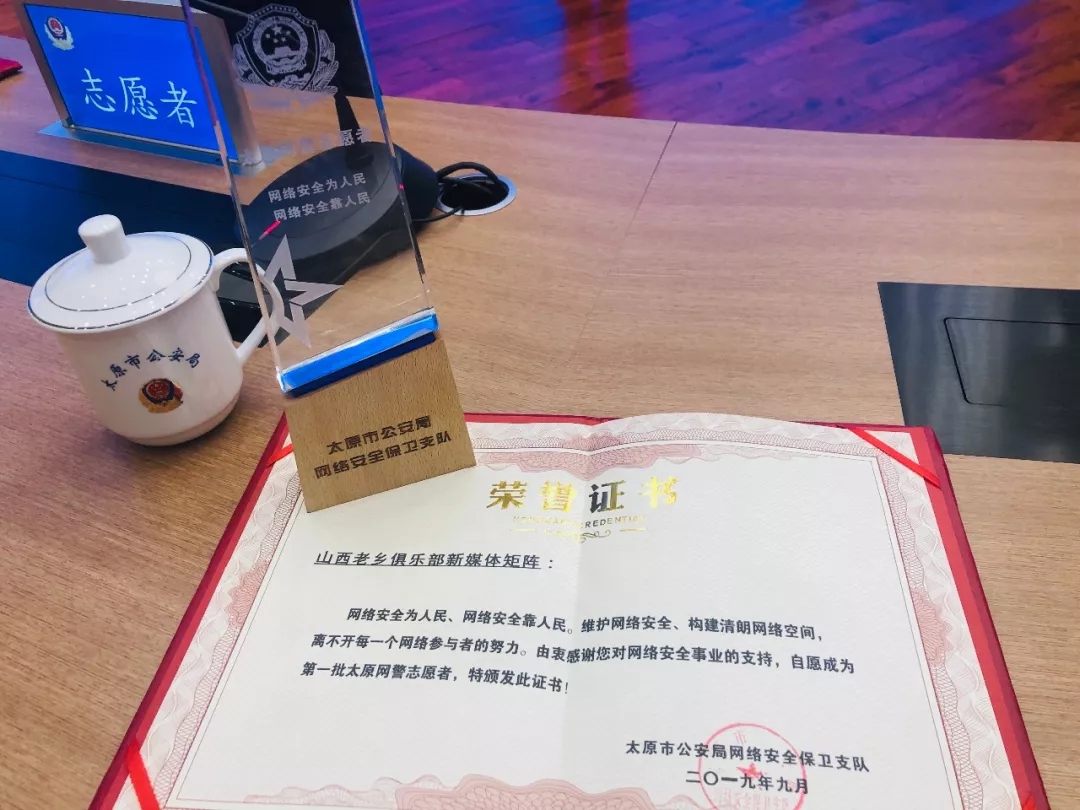 志愿者
网络安全为人民
网络安全靠人民
太原市公安局
太原市公安局
网络安全保卫支队
荣誉证书
山西老乡俱乐部新媒体矩阵：
网络安全为人民、网络安全靠人民。维护网络安全、构建清朗网络空间，
离不开每一个网络参与者的努力。由衷感谢您对网络安全事业的支持，自愿成为
第一批太原网警志愿者，特颁发此证书！
太原市公安局网络安全保卫支队
二〇一九年九月